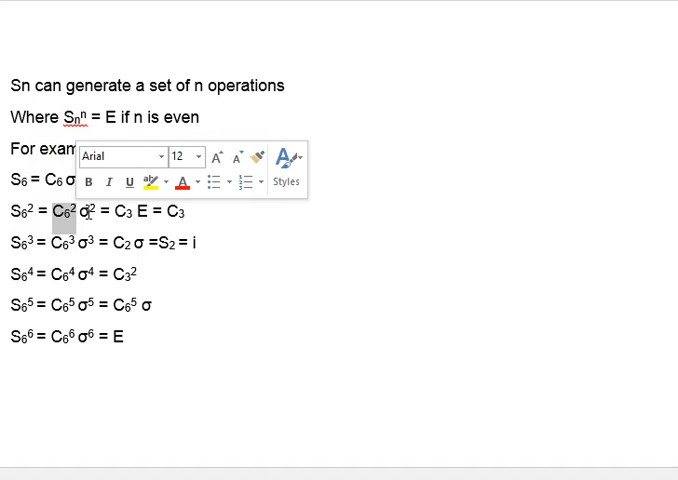 Sn can generate a set of n operations
Where Sₙⁿ = E if n is even
For exam
Arial 12
S₆ = C₆ σ
B I U ab A Styles
S₆² = C₆² σ² = C₃ E = C₃
S₆³ = C₆³ σ³ = C₂ σ =S₂ = i
S₆⁴ = C₆⁴ σ⁴ = C₃²
S₆⁵ = C₆⁵ σ⁵ = C₆⁵ σ
S₆⁶ = C₆⁶ σ⁶ = E